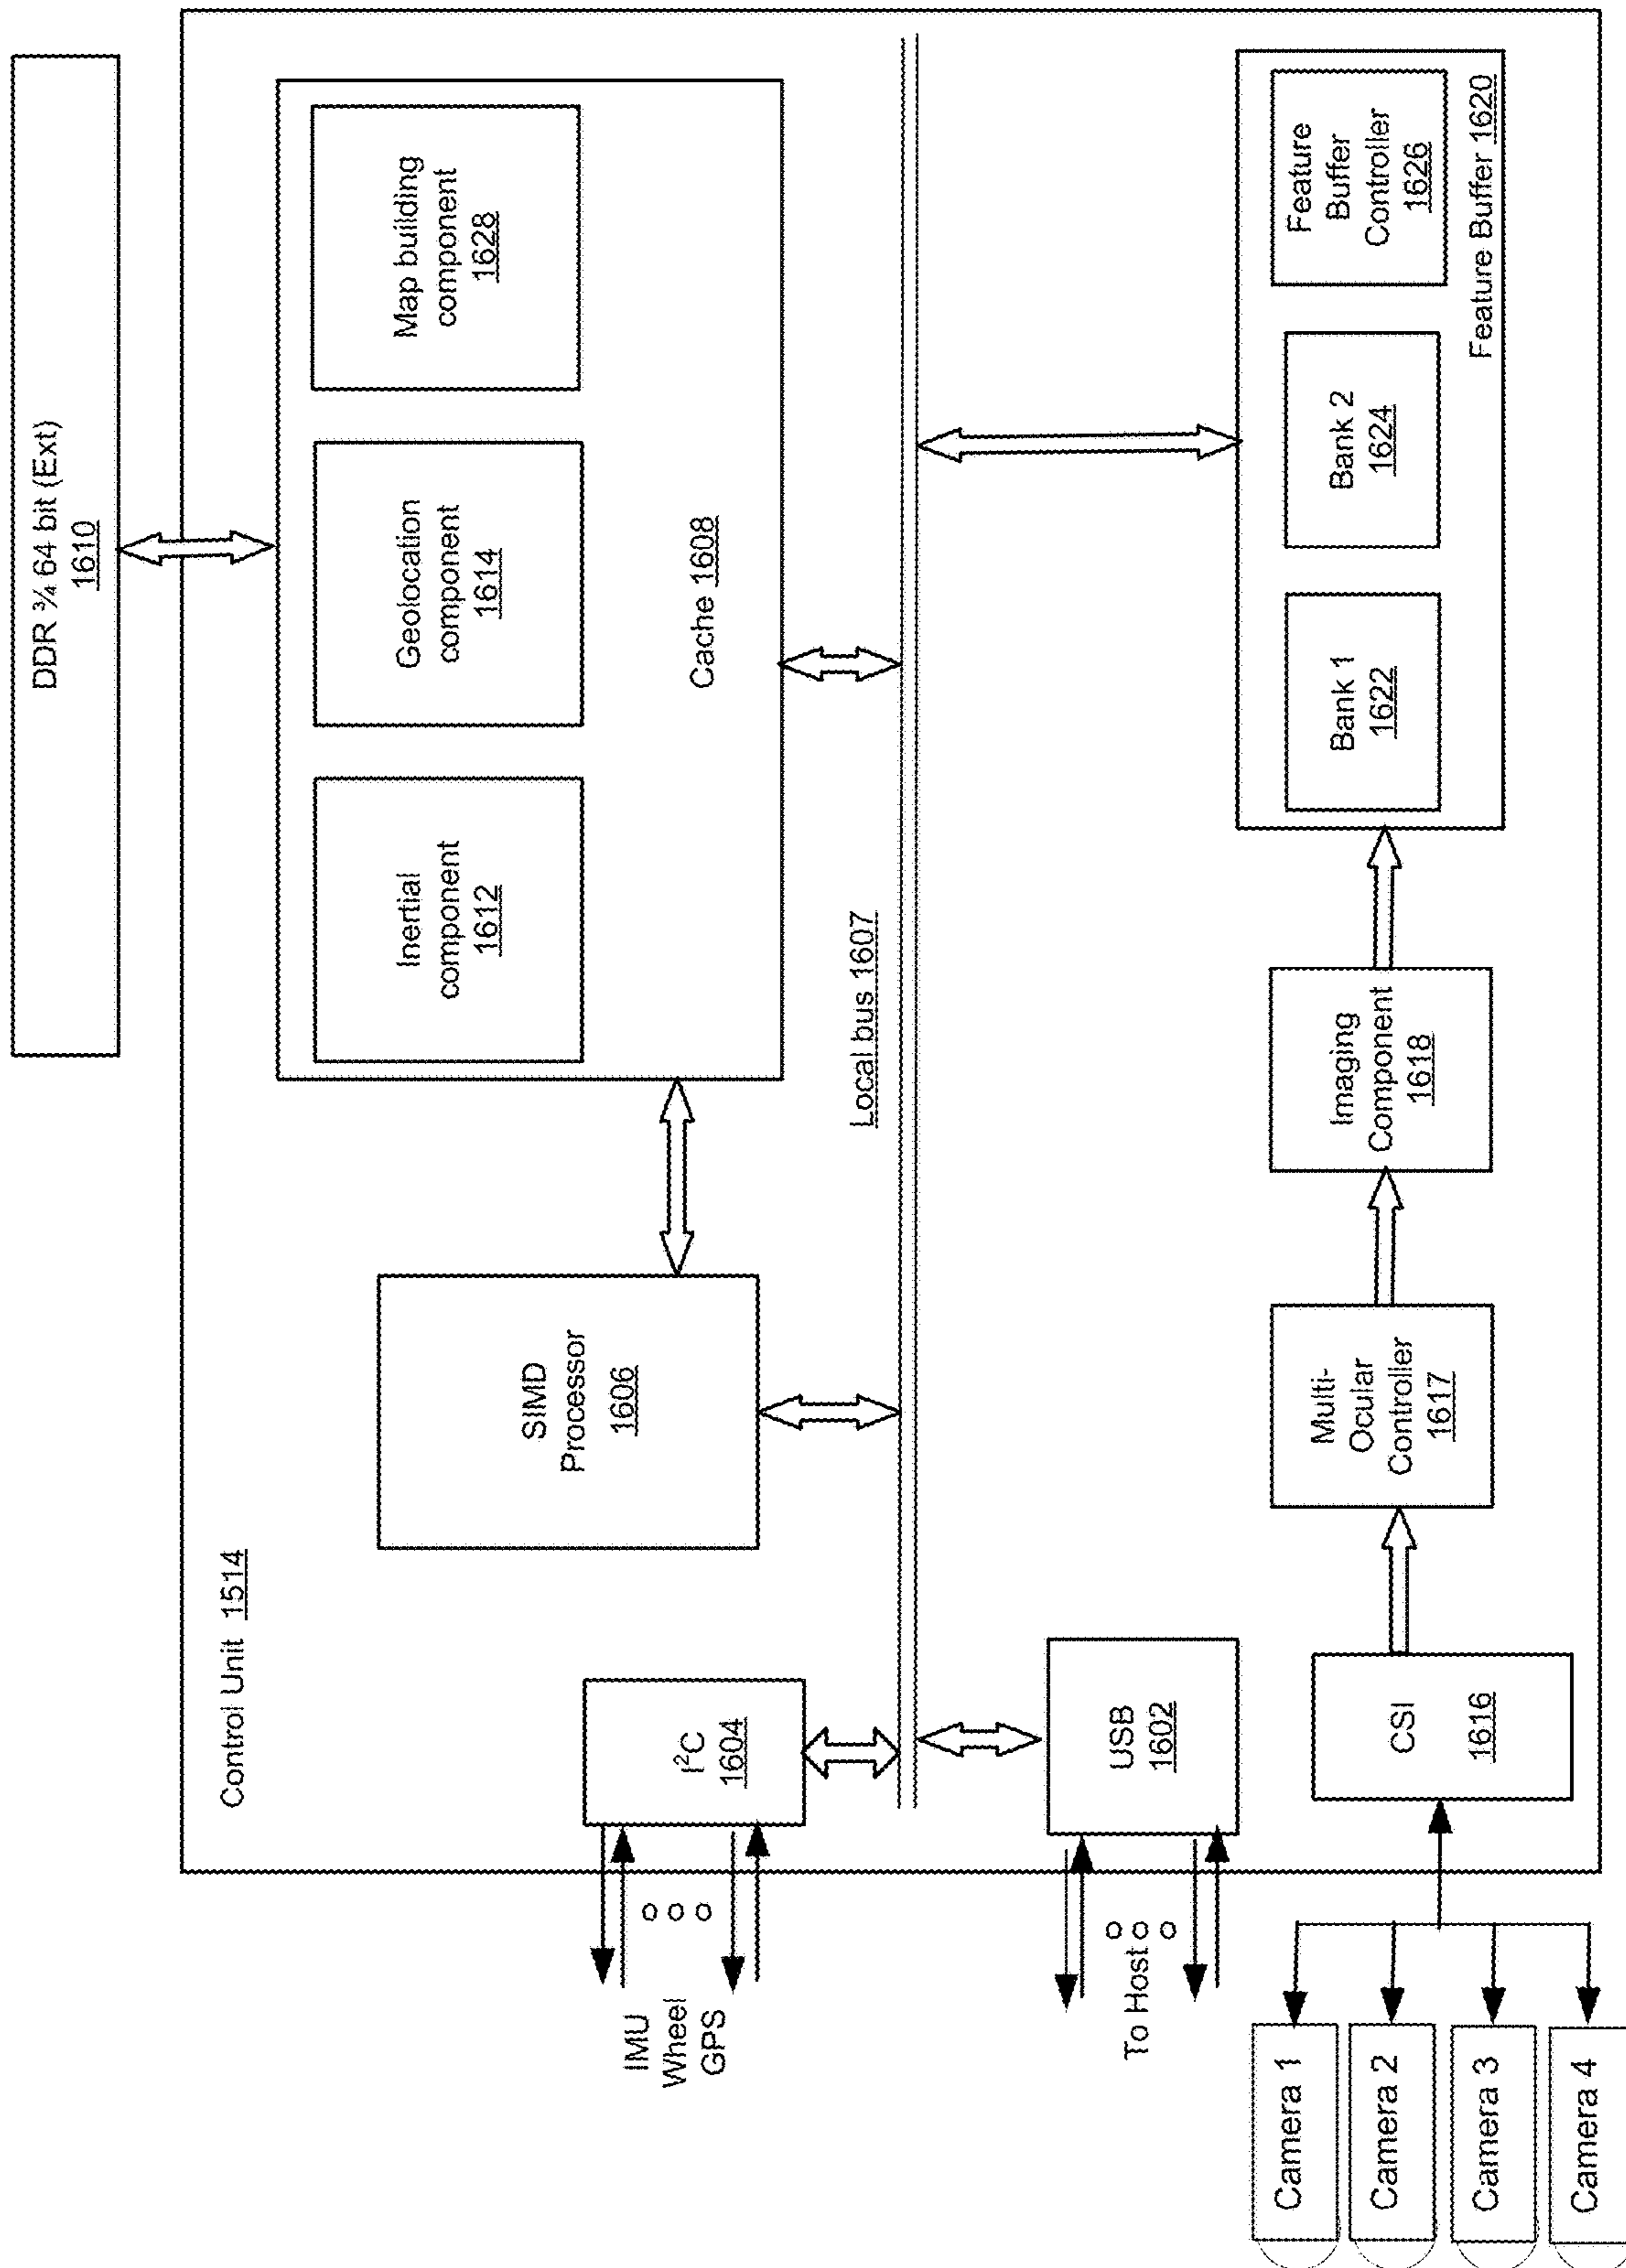 DDR ¾ 64 bit (Ext)
1610
Control Unit 1514
Inertial
component
1612
Geolocation
component
1614
Map building
component
1628
Cache 1608
SIMD
Processor
1606
I²C
1604
IMU
Wheel
GPS
Local bus 1607
USB
1602
To Host
CSI
1616
Multi-
Ocular
Controller
1617
Imaging
Component
1618
Bank 1
1622
Bank 2
1624
Feature
Buffer
Controller
1626
Feature Buffer 1620
Camera 1
Camera 2
Camera 3
Camera 4